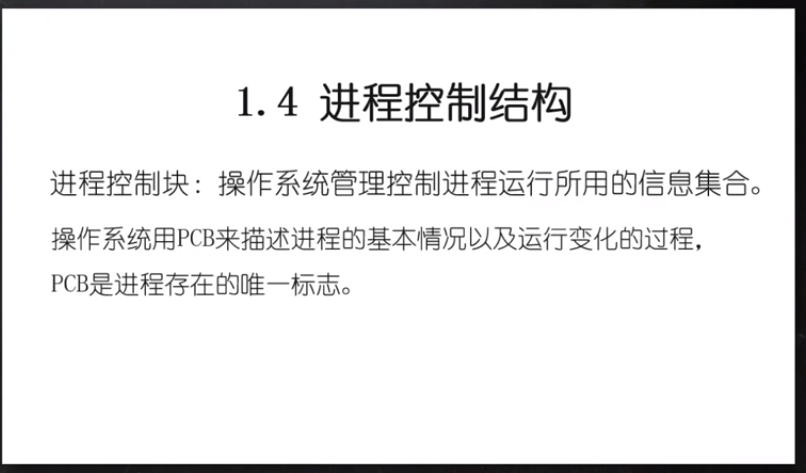 1.4 进程控制结构
进程控制块：操作系统管理控制进程运行所用的信息集合。
操作系统用PCB来描述进程的基本情况以及运行变化的过程，
PCB是进程存在的唯一标志。